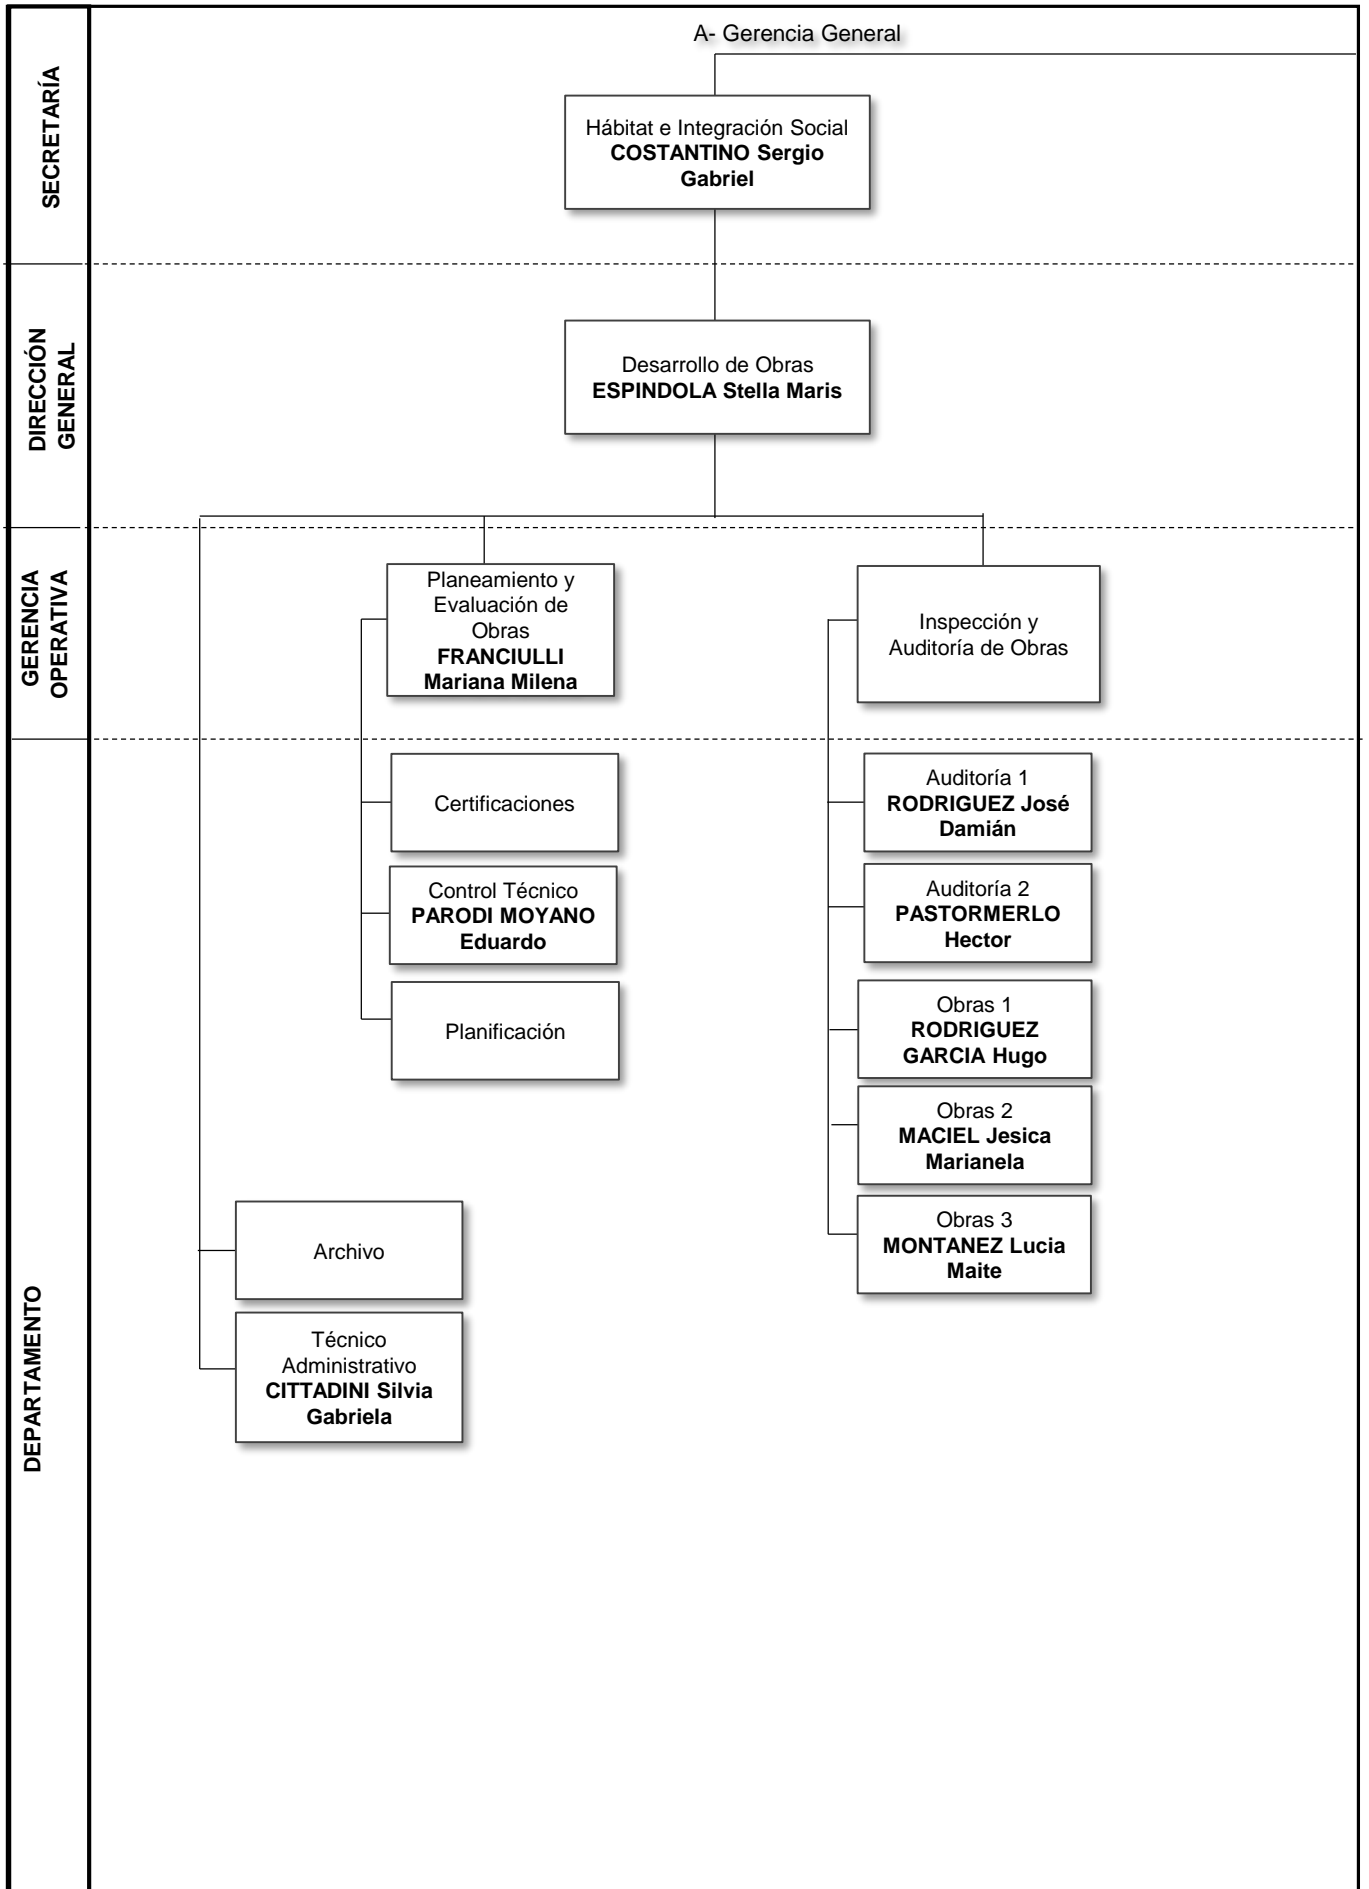 A- Gerencia General
SECRETARÍA
Hábitat e Integración Social
COSTANTINO Sergio
Gabriel
DIRECCIÓN
GENERAL
Desarrollo de Obras
ESPINDOLA Stella Maris
GERENCIA
OPERATIVA
Planeamiento y
Evaluación de
Obras
FRANCIULLI
Mariana Milena
Inspección y
Auditoría de Obras
DEPARTAMENTO
Certificaciones
Control Técnico
PARODI MOYANO
Eduardo
Planificación
Auditoría 1
RODRIGUEZ José
Damián
Auditoría 2
PASTORMERLO
Hector
Obras 1
RODRIGUEZ
GARCIA Hugo
Obras 2
MACIEL Jesica
Marianela
Obras 3
MONTANEZ Lucia
Maite
Archivo
Técnico
Administrativo
CITTADINI Silvia
Gabriela